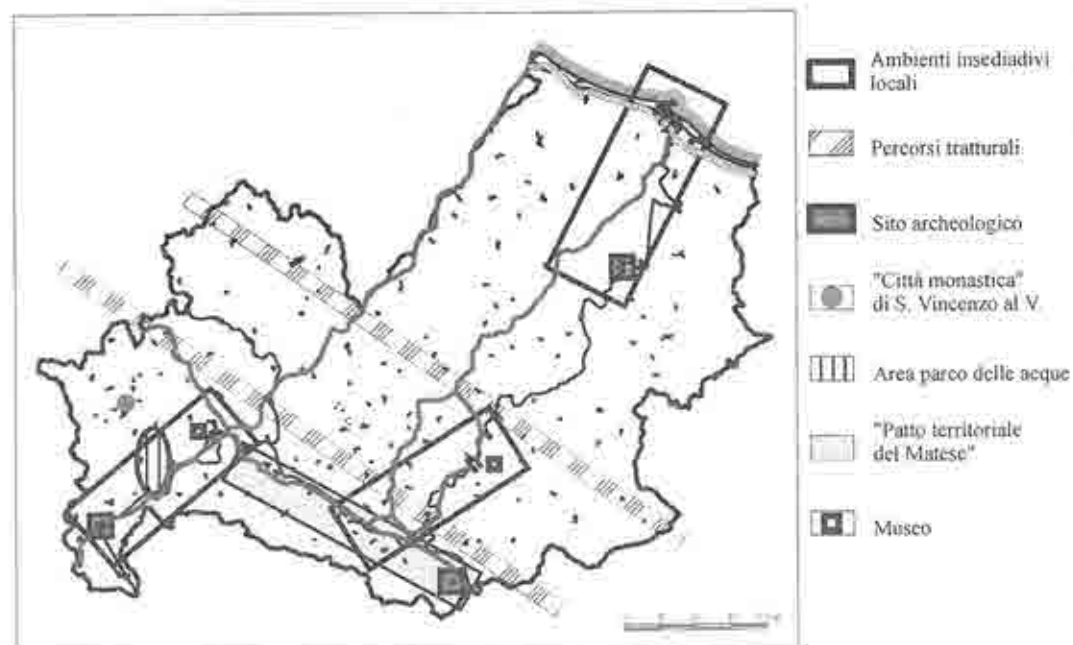 Ambienti insediadivi
locali
Percorsi tratturali
Sito archeologico
"Città monastica"
di S. Vincenzo al V.
Area parco delle acque
"Patto territoriale
del Matese"
Museo